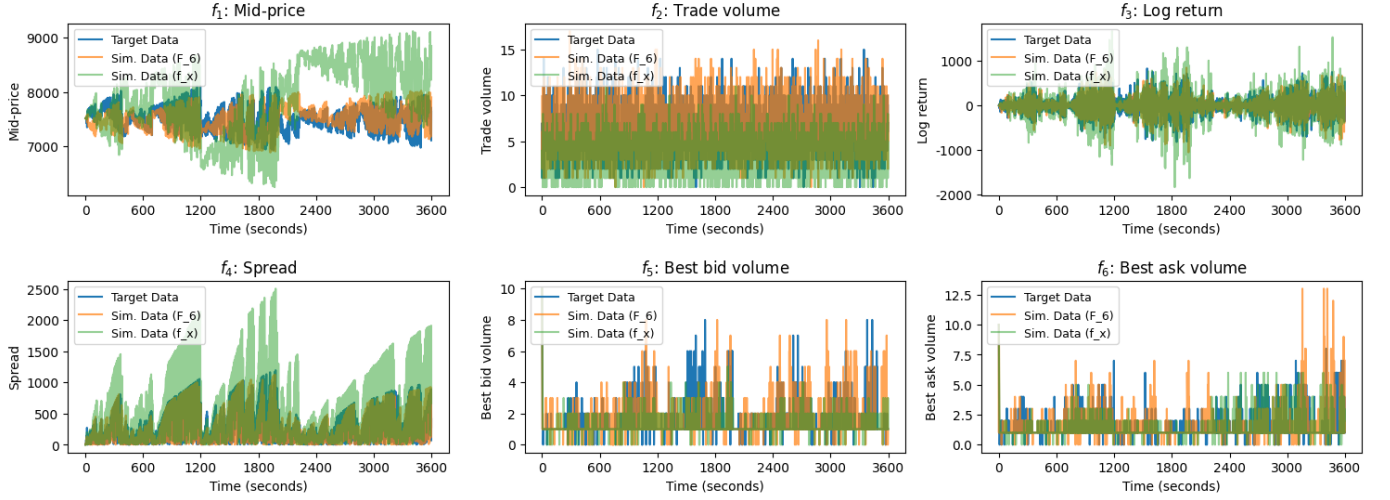 f₁: Mid-price
Target Data
Sim. Data (F_6)
Sim. Data (f_x)
Mid-price
9000
8000
7000
0 600 1200 1800 2400 3000 3600
Time (seconds)
f₂: Trade volume
Target Data
Sim. Data (F_6)
Sim. Data (f_x)
Trade volume
15
10
5
0
0 600 1200 1800 2400 3000 3600
Time (seconds)
f₃: Log return
Target Data
Sim. Data (F_6)
Sim. Data (f_x)
Log return
1000
0
-1000
-2000
0 600 1200 1800 2400 3000 3600
Time (seconds)
f₄: Spread
Target Data
Sim. Data (F_6)
Sim. Data (f_x)
Spread
2500
2000
1500
1000
500
0
0 600 1200 1800 2400 3000 3600
Time (seconds)
f₅: Best bid volume
Target Data
Sim. Data (F_6)
Sim. Data (f_x)
Best bid volume
10
8
6
4
2
0
0 600 1200 1800 2400 3000 3600
Time (seconds)
f₆: Best ask volume
Target Data
Sim. Data (F_6)
Sim. Data (f_x)
Best ask volume
12.5
10.0
7.5
5.0
2.5
0.0
0 600 1200 1800 2400 3000 3600
Time (seconds)